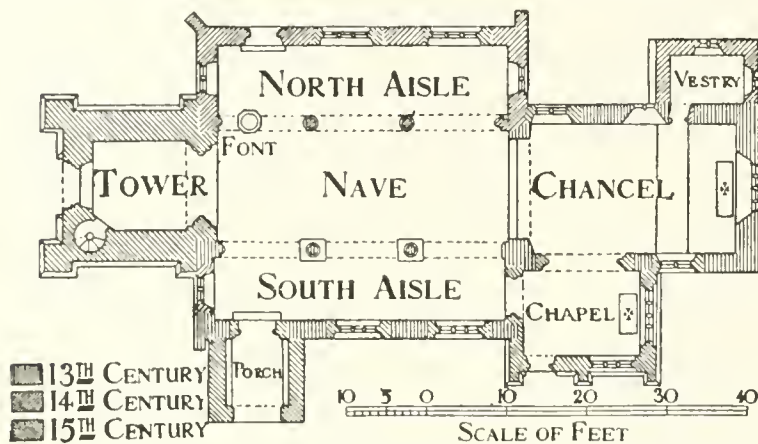 NORTH AISLE
VESTRY
FONT
TOWER
NAVE
CHANCEL
SOUTH AISLE
CHAPEL
PORCH
13TH CENTURY
14TH CENTURY
15TH CENTURY
10 5 0 10 20 30 40
SCALE OF FEET